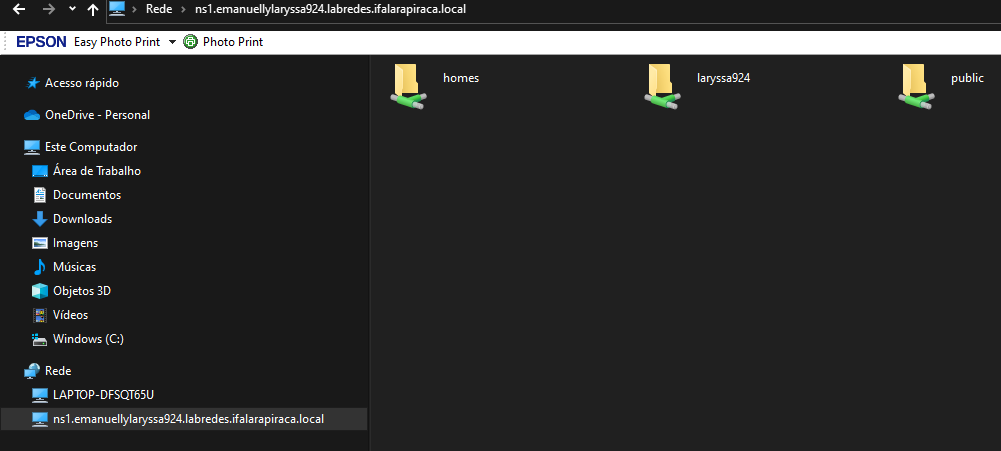 Rede > ns1.emanuellylaryssa924.labredes.ifalarapiraca.local
EPSON Easy Photo Print Photo Print
Acesso rápido
OneDrive - Personal
Este Computador
Área de Trabalho
Documentos
Downloads
Imagens
Músicas
Objetos 3D
Vídeos
Windows (C:)
Rede
LAPTOP-DFSQT65U
ns1.emanuellylaryssa924.labredes.ifalarapiraca.local
homes
laryssa924
public